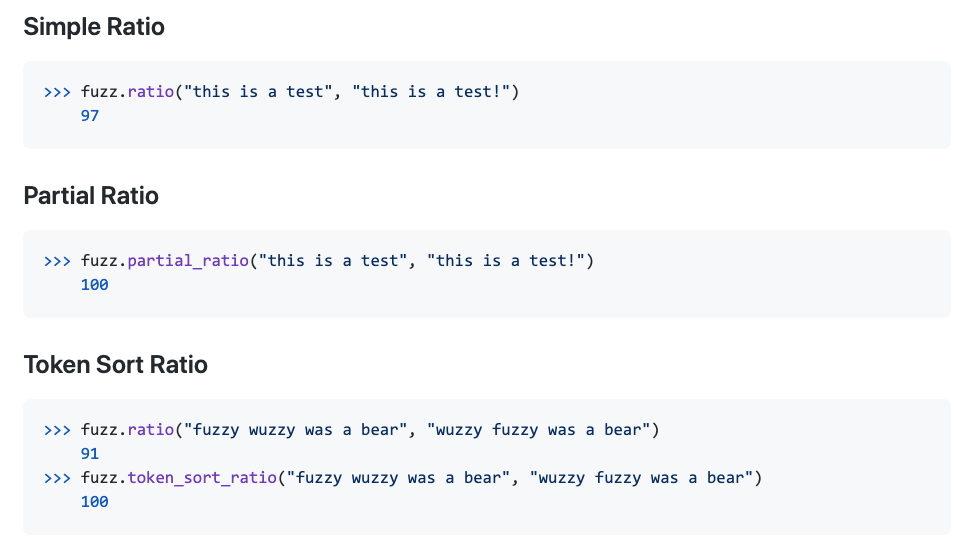 Simple Ratio
>>> fuzz.ratio("this is a test", "this is a test!")
97
Partial Ratio
>>> fuzz.partial_ratio("this is a test", "this is a test!")
100
Token Sort Ratio
>>> fuzz.ratio("fuzzy wuzzy was a bear", "wuzzy fuzzy was a bear")
91
>>> fuzz.token_sort_ratio("fuzzy wuzzy was a bear", "wuzzy fuzzy was a bear")
100